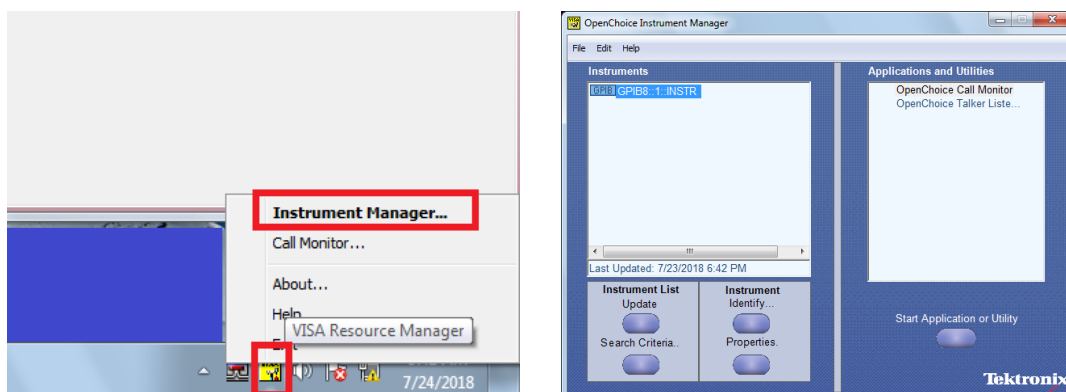 Instrument Manager...
Call Monitor...
About...
Help
VISA Resource Manager
7/24/2018
OpenChoice Instrument Manager
File Edit Help
Instruments
GPIB GPIB8::1::INSTR
Last Updated: 7/23/2018 6:42 PM
Instrument List
Update
Search Criteria..
Instrument
Identify...
Properties.
Applications and Utilities
OpenChoice Call Monitor
OpenChoice Talker Liste...
Start Application or Utility
Tektronix